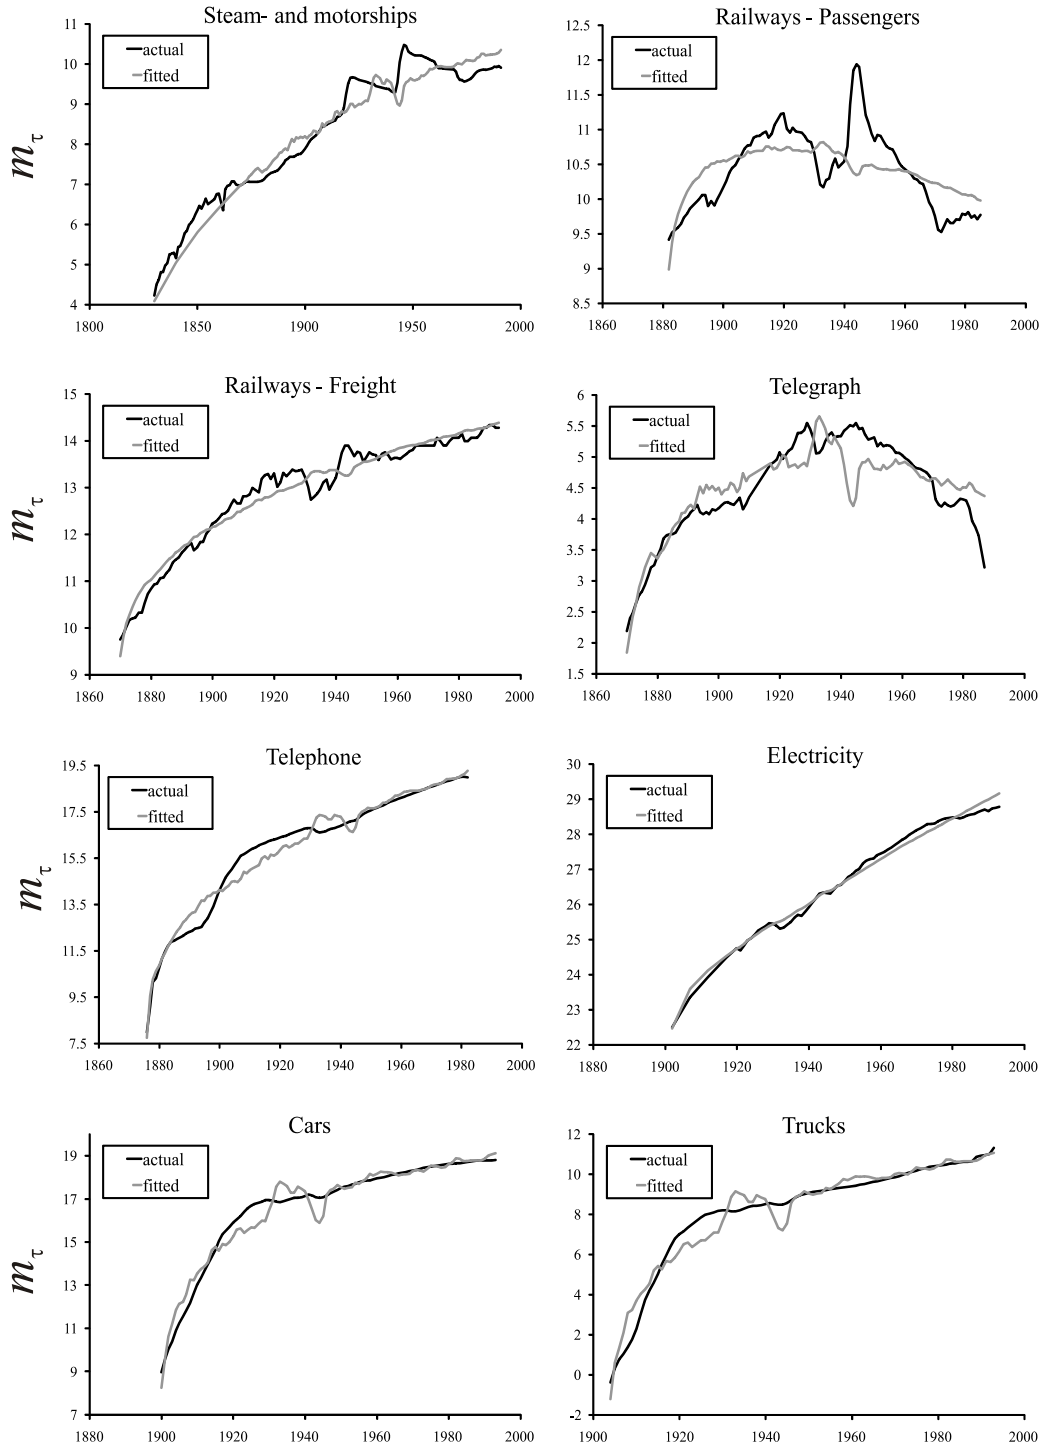 Steam- and motorships
11
10
9
8
7
6
5
4
actual
fitted
1800 1850 1900 1950 2000
mτ
Railways - Passengers
12.5
12
11.5
11
10.5
10
9.5
9
8.5
actual
fitted
1860 1880 1900 1920 1940 1960 1980 2000
Railways - Freight
15
14
13
12
11
10
9
actual
fitted
1860 1880 1900 1920 1940 1960 1980 2000
mτ
Telegraph
6
5.5
5
4.5
4
3.5
3
2.5
2
1.5
actual
fitted
1860 1880 1900 1920 1940 1960 1980 2000
Telephone
19.5
17.5
15.5
13.5
11.5
9.5
7.5
actual
fitted
1860 1880 1900 1920 1940 1960 1980 2000
mτ
Electricity
30
29
28
27
26
25
24
23
22
actual
fitted
1880 1900 1920 1940 1960 1980 2000
Cars
19
17
15
13
11
9
7
actual
fitted
1880 1900 1920 1940 1960 1980 2000
mτ
Trucks
12
10
8
6
4
2
0
-2
actual
fitted
1900 1920 1940 1960 1980 2000